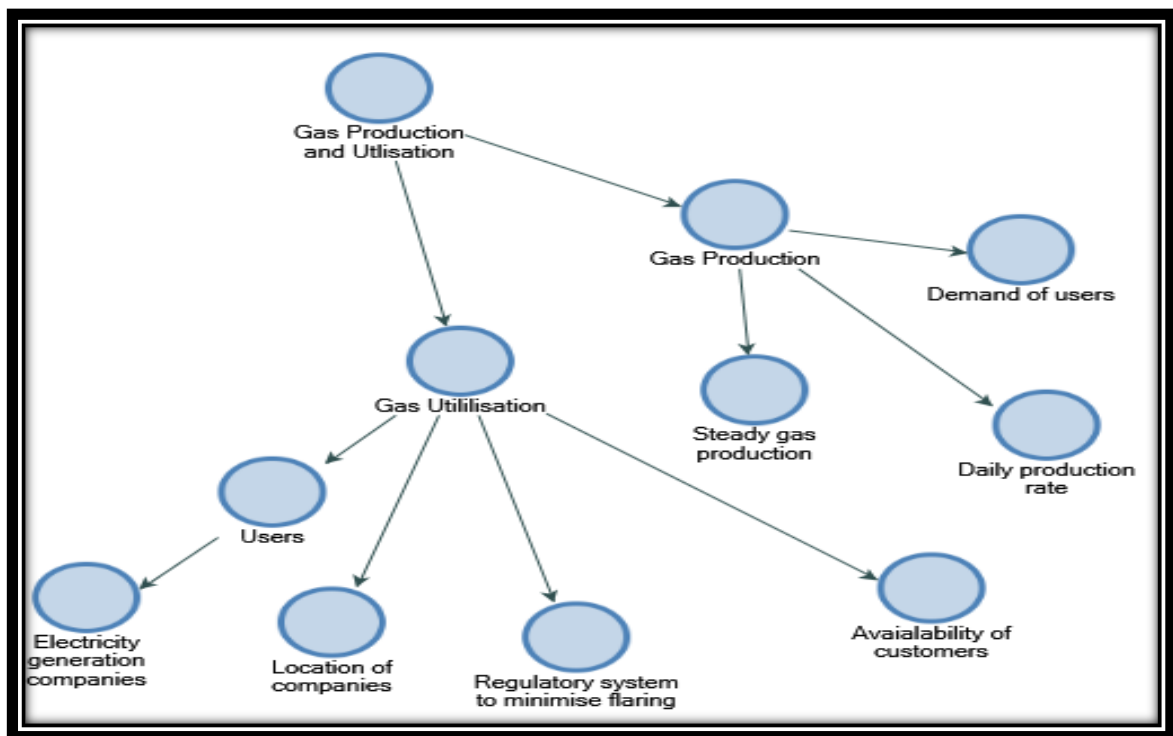 Gas Production
and Utlisation
Gas Production
Demand of users
Gas Utililisation
Steady gas
production
Daily production
rate
Users
Electricity
generation
companies
Location of
companies
Regulatory system
to minimise flaring
Avaialability of
customers